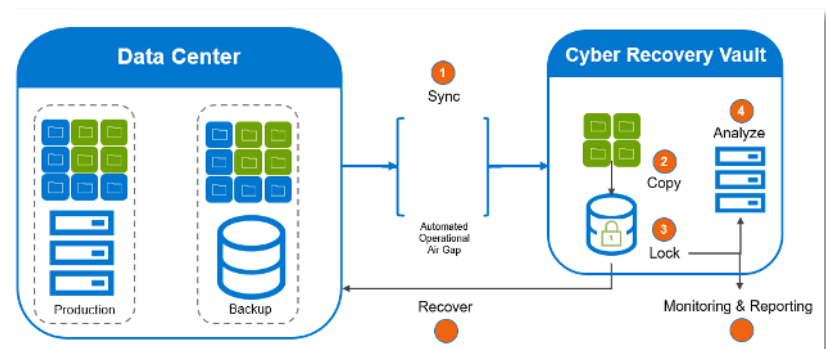 Data Center
Production
Backup
1
Sync
Automated
Operational
Air Gap
Cyber Recovery Vault
2
Copy
1
3
Lock
4
Analyze
Recover
Monitoring & Reporting